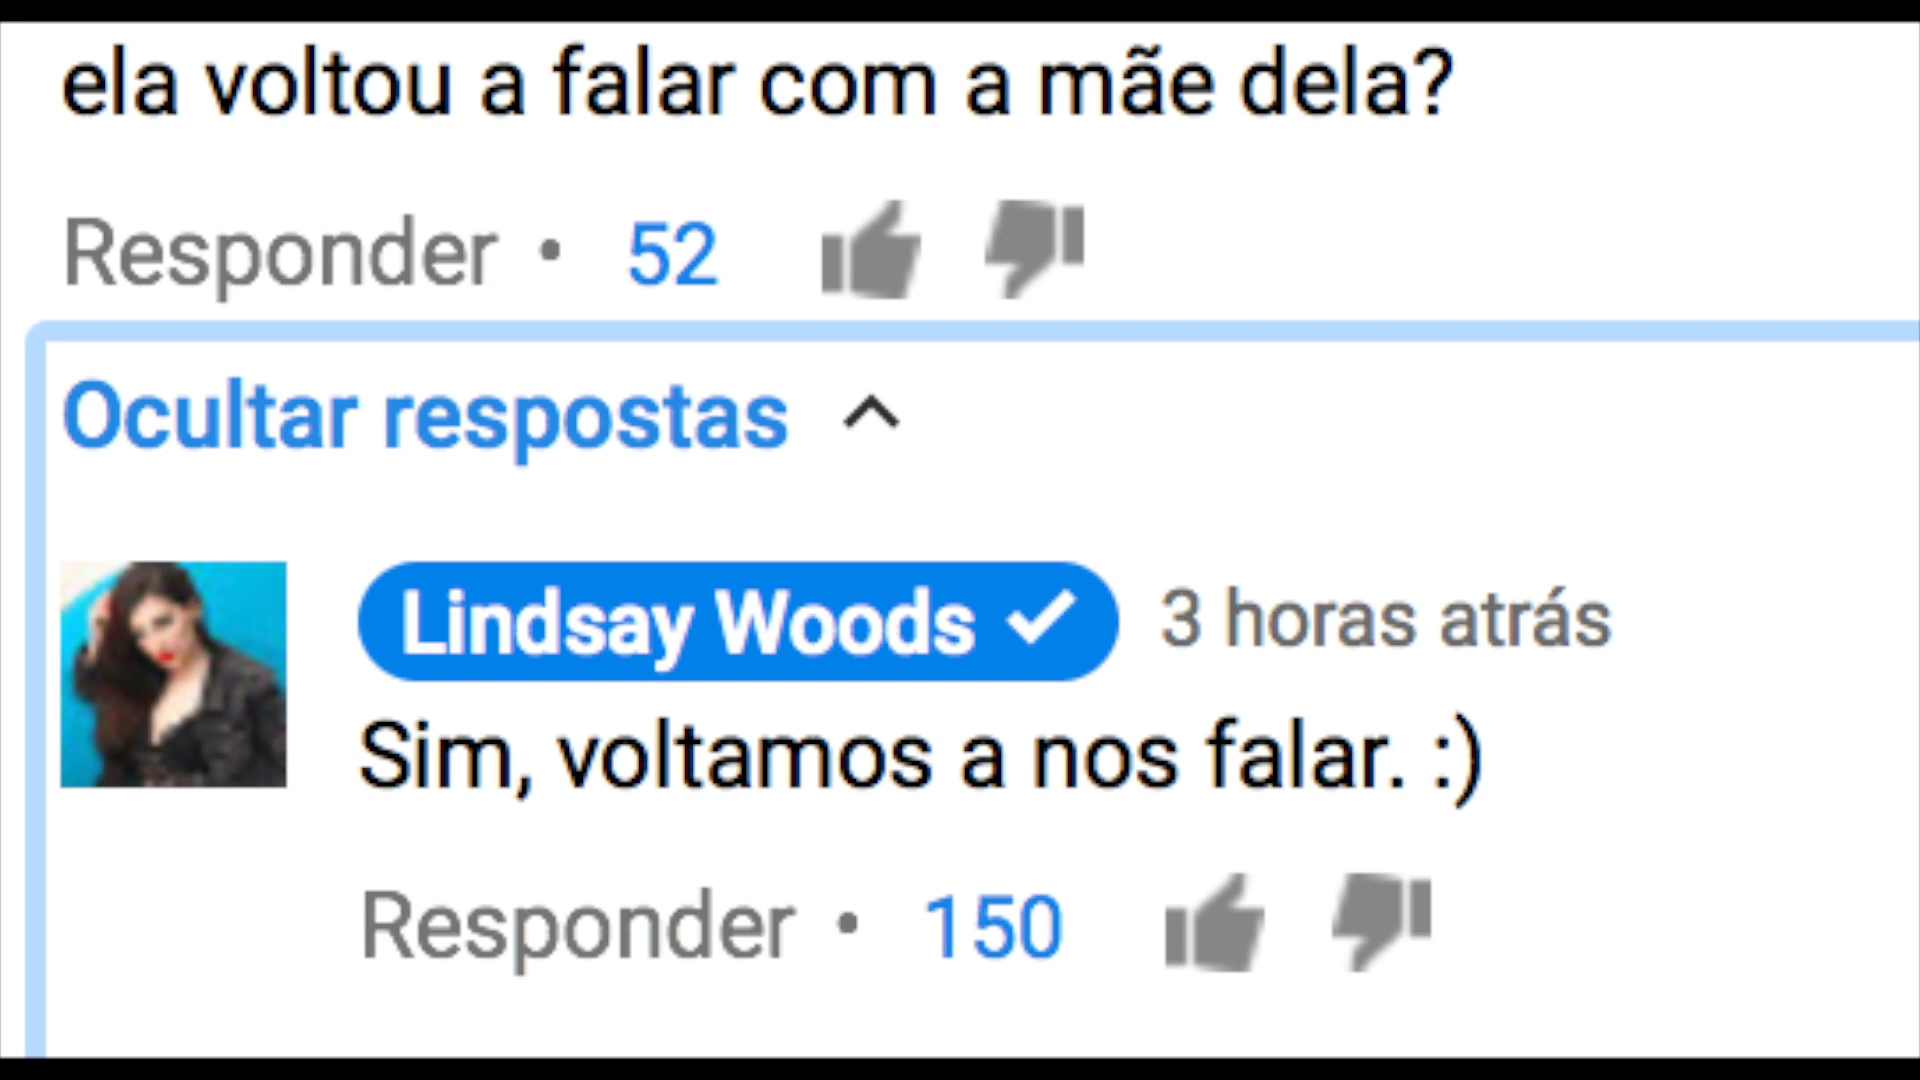 ela voltou a falar com a mãe dela?
Responder • 52
Ocultar respostas
Lindsay Woods 3 horas atrás
Sim, voltamos a nos falar. :)
Responder • 150